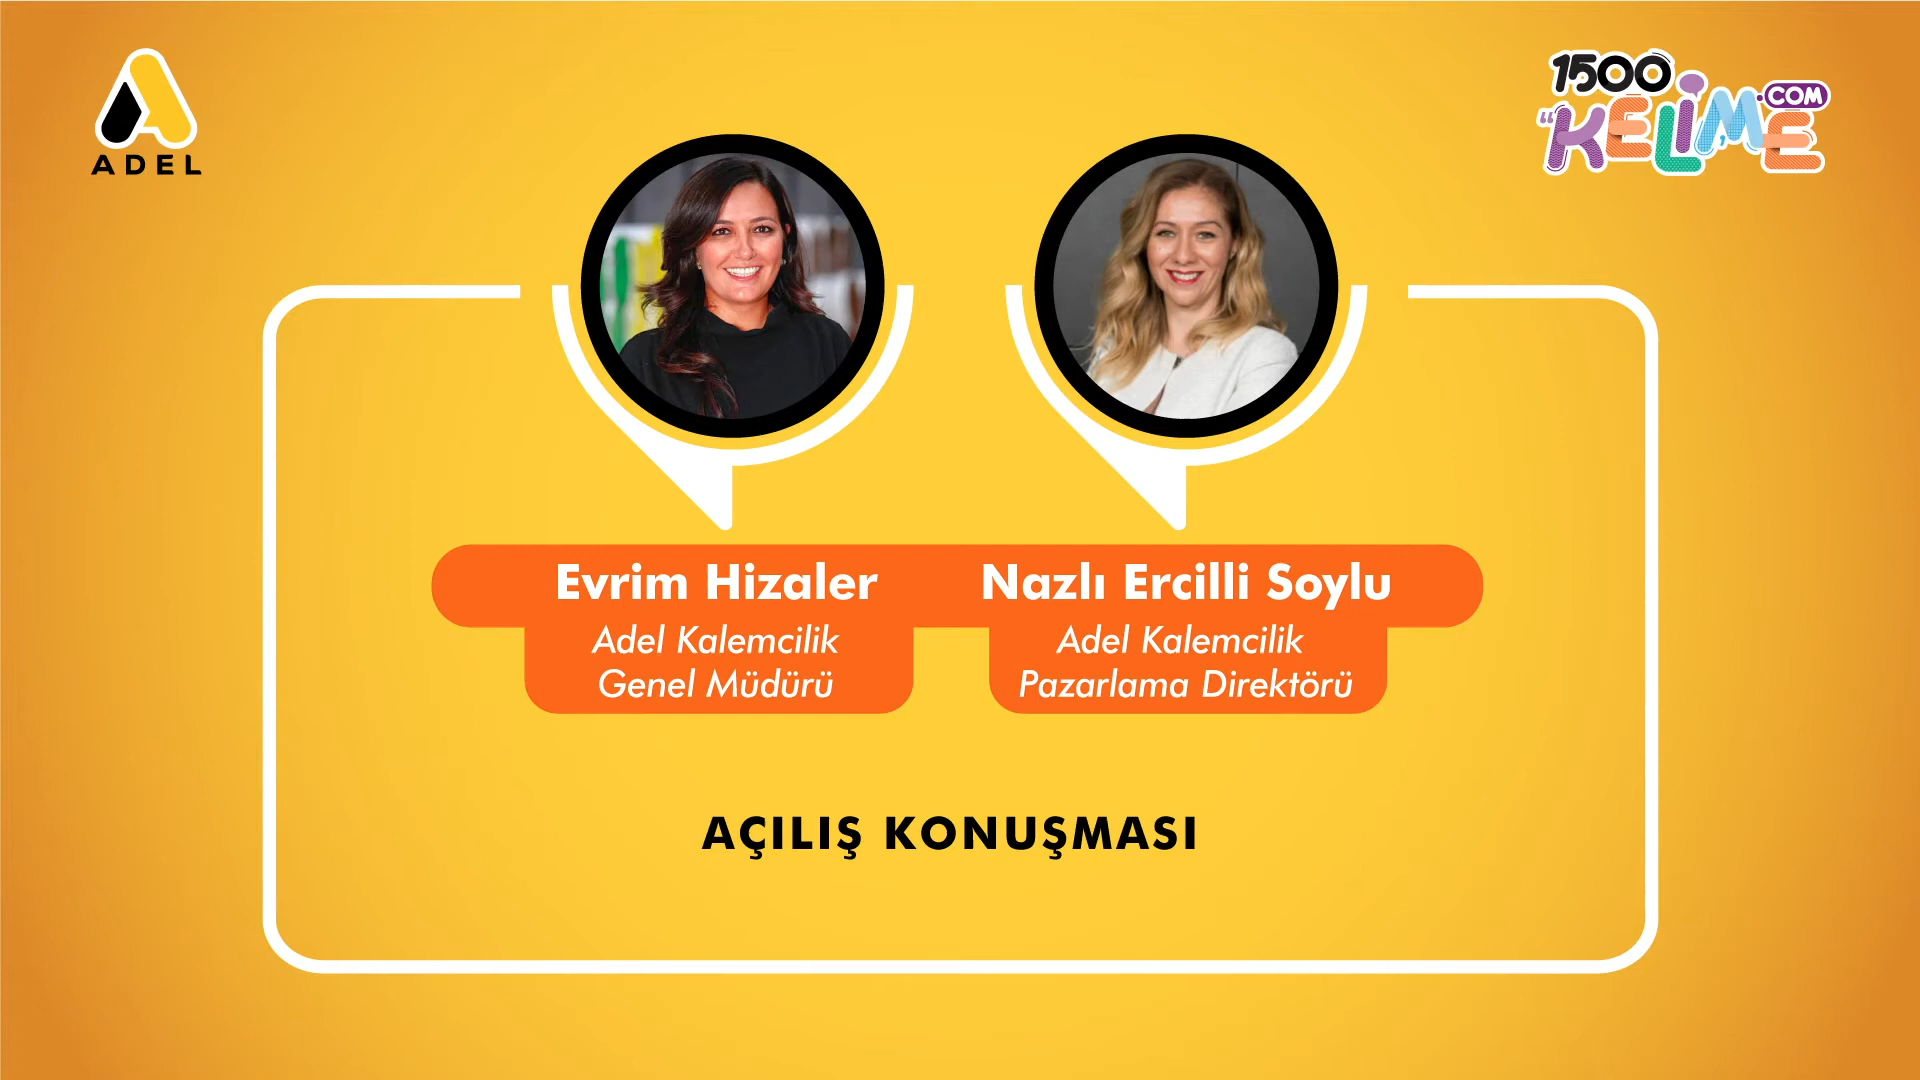 ADEL
1500
"KELİME
.COM
Evrim Hizaler
Adel Kalemcilik
Genel Müdürü
Nazlı Ercilli Soylu
Adel Kalemcilik
Pazarlama Direktörü
AÇILIŞ KONUŞMASI